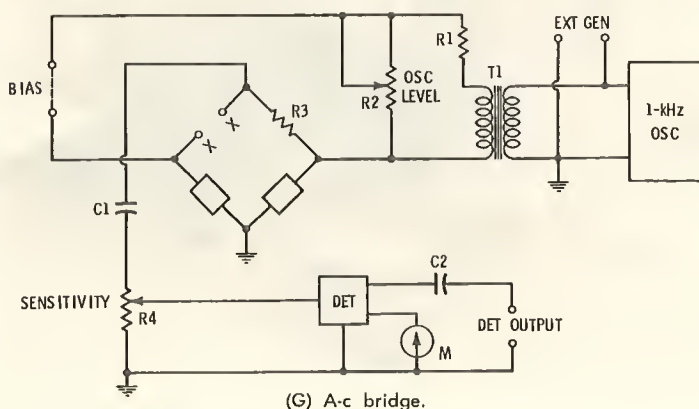 EXT GEN
R1
T1
BIAS
OSC
LEVEL
R2
R3
1-kHz
OSC
X
X
C1
C2
SENSITIVITY
R4
DET
DET OUTPUT
M
(G) A-c bridge.